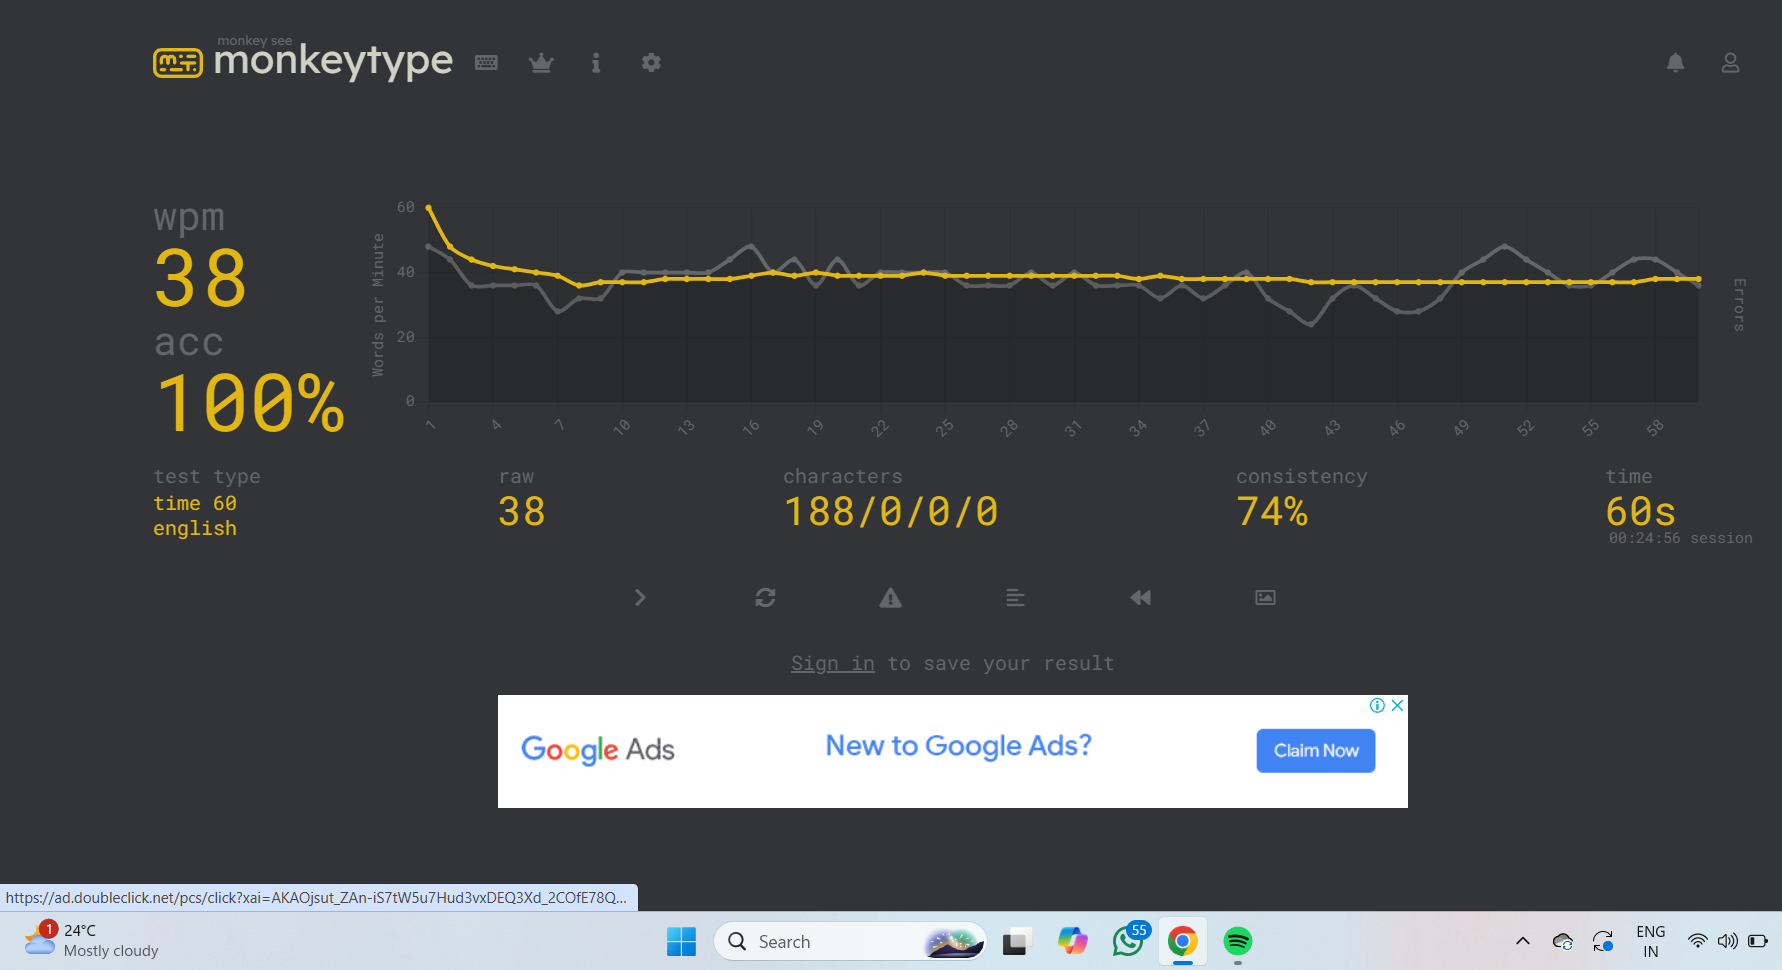 monkey see
monkeytype
wpm
38
acc
100%
Words per Minute
60
40
20
0
1 4 7 10 13 16 19 22 25 28 31 34 37 40 43 46 49 52 55 58
Errors
test type
time 60
english
raw
38
characters
188/0/0/0
consistency
74%
time
60s
00:24:56 session
Sign in to save your result
Google Ads
New to Google Ads?
Claim Now
https://ad.doubleclick.net/pcs/click?xai=AKAOjsut_ZAn-iS7tW5u7Hud3vxDEQ3Xd_2COfE78Q...
1
24°C
Mostly cloudy
Search
55
ENG
IN